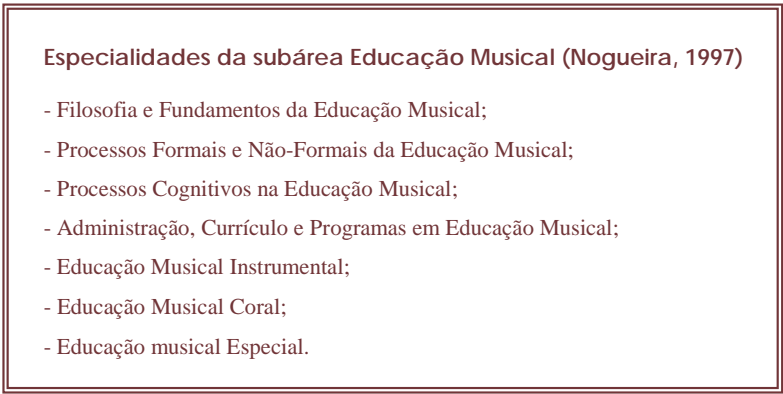 Especialidades da subárea Educação Musical (Nogueira, 1997)
- Filosofia e Fundamentos da Educação Musical;
- Processos Formais e Não-Formais da Educação Musical;
- Processos Cognitivos na Educação Musical;
- Administração, Currículo e Programas em Educação Musical;
- Educação Musical Instrumental;
- Educação Musical Coral;
- Educação musical Especial.